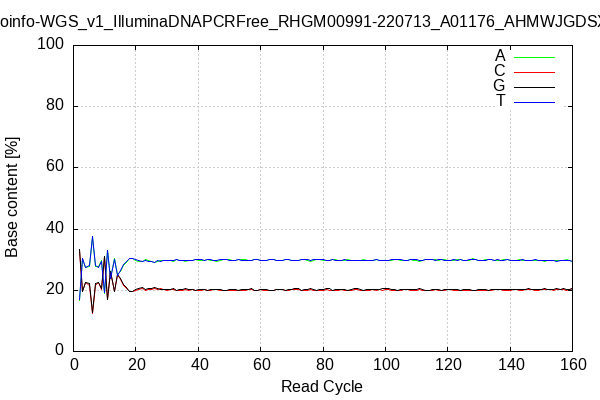 oinfo-WGS_v1_IlluminaDNAPCRFree_RHGM00991-220713_A01176_AHMWJGDSX
A
C
G
T
100
80
60
40
20
0
Base content [%]
0 20 40 60 80 100 120 140 160
Read Cycle